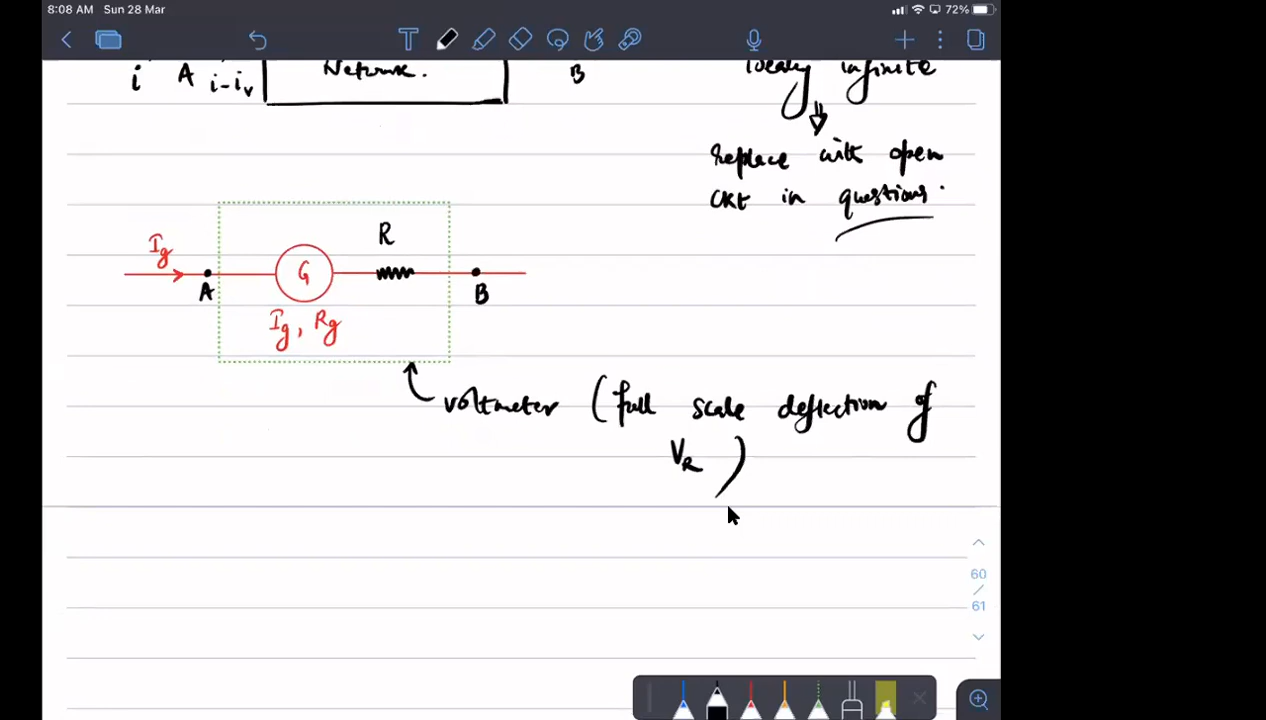 8:08 AM Sun 28 Mar
72%
T
i A i-iv Network. B
ideally infinite
replace with open
CKt in questions.
R
Ig
G
A
B
Ig, Rg
voltmeter (full scale deflection of
VR)
60
/
61